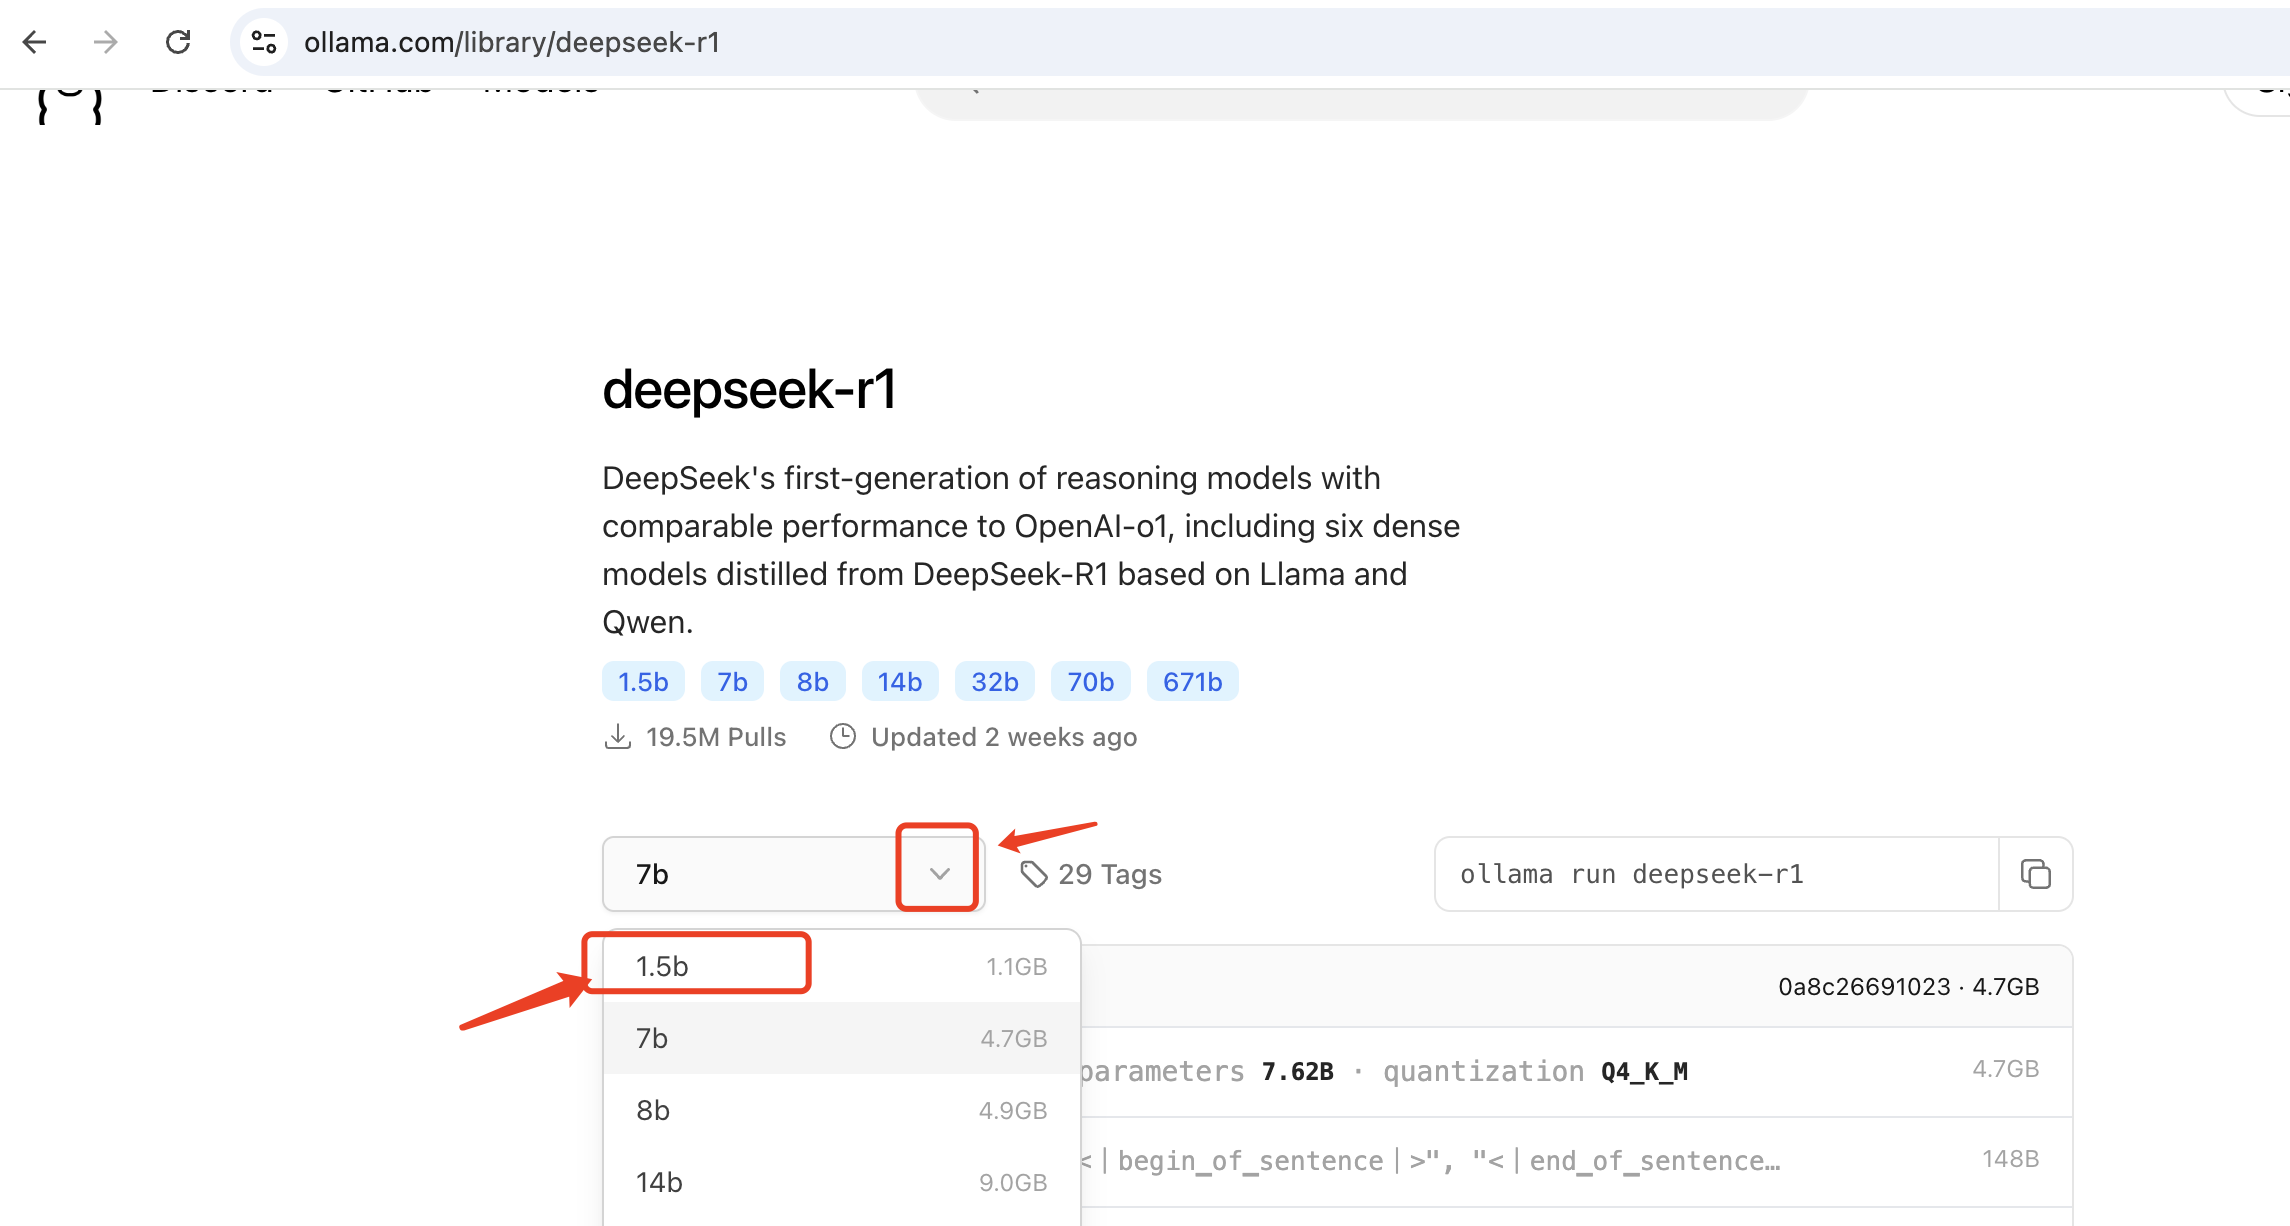 ollama.com/library/deepseek-r1
Discord GitHub Models
deepseek-r1
DeepSeek's first-generation of reasoning models with
comparable performance to OpenAI-o1, including six dense
models distilled from DeepSeek-R1 based on Llama and
Qwen.
1.5b 7b 8b 14b 32b 70b 671b
19.5M Pulls Updated 2 weeks ago
7b 29 Tags ollama run deepseek-r1
1.5b 1.1GB
0a8c26691023 · 4.7GB
7b 4.7GB
parameters 7.62B · quantization Q4_K_M 4.7GB
8b 4.9GB
<|begin_of_sentence|>", "<|end_of_sentence… 148B
14b 9.0GB